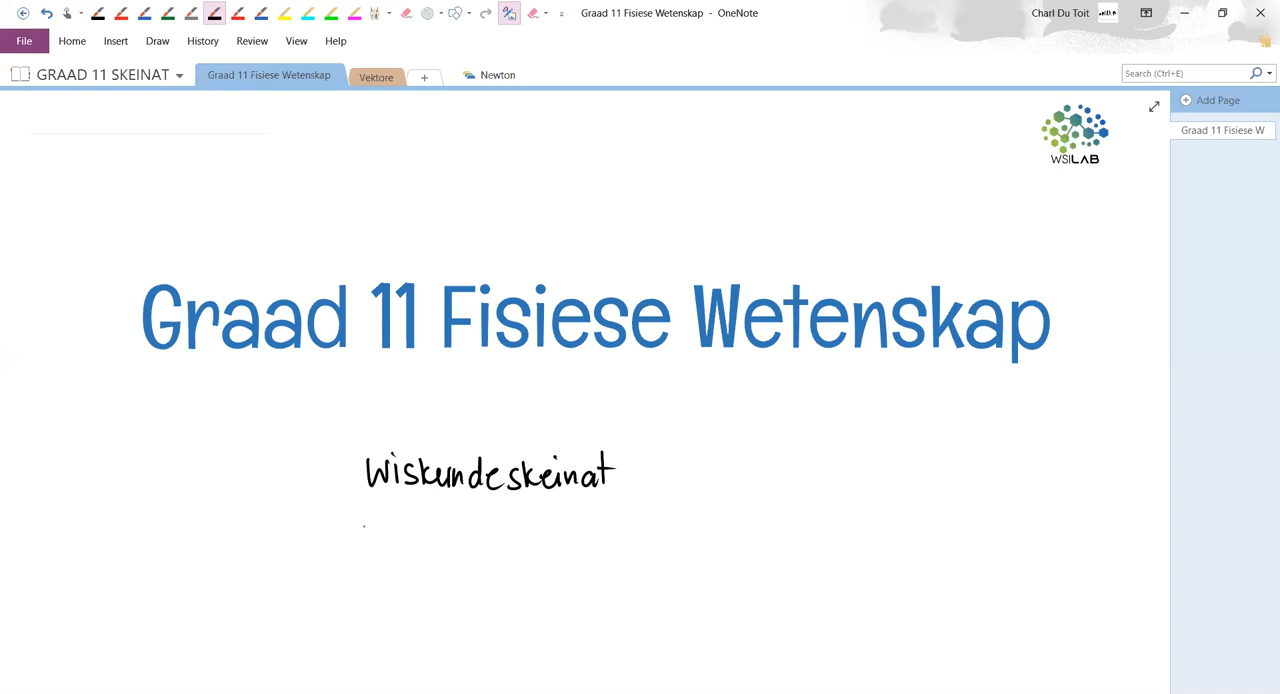 Graad 11 Fisiese Wetenskap - OneNote
Charl Du Toit
File Home Insert Draw History Review View Help
GRAAD 11 SKEINAT Graad 11 Fisiese Wetenskap Vektore + Newton
Search (Ctrl+E)
Add Page
Graad 11 Fisiese W
WSILAB
Graad 11 Fisiese Wetenskap
Wiskundeskeinat